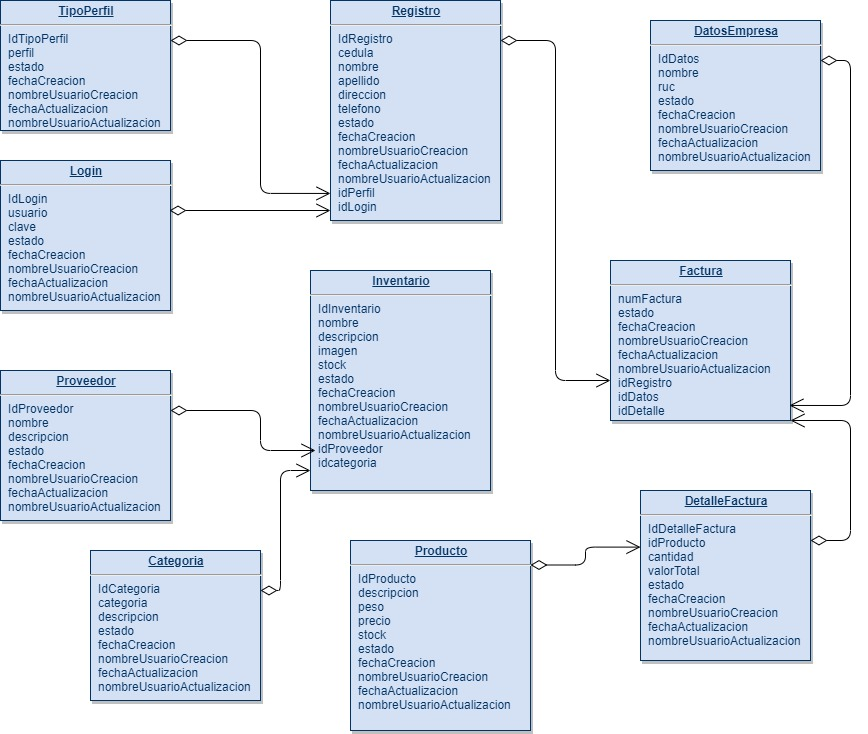 TipoPerfil
IdTipoPerfil
perfil
estado
fechaCreacion
nombreUsuarioCreacion
fechaActualizacion
nombreUsuarioActualizacion
Registro
IdRegistro
cedula
nombre
apellido
direccion
telefono
estado
fechaCreacion
nombreUsuarioCreacion
fechaActualizacion
nombreUsuarioActualizacion
idPerfil
idLogin
DatosEmpresa
IdDatos
nombre
ruc
estado
fechaCreacion
nombreUsuarioCreacion
fechaActualizacion
nombreUsuarioActualizacion
Login
IdLogin
usuario
clave
estado
fechaCreacion
nombreUsuarioCreacion
fechaActualizacion
nombreUsuarioActualizacion
Inventario
IdInventario
nombre
descripcion
imagen
stock
estado
fechaCreacion
nombreUsuarioCreacion
fechaActualizacion
nombreUsuarioActualizacion
idProveedor
idcategoria
Factura
numFactura
estado
fechaCreacion
nombreUsuarioCreacion
fechaActualizacion
nombreUsuarioActualizacion
idRegistro
idDatos
idDetalle
Proveedor
IdProveedor
nombre
descripcion
estado
fechaCreacion
nombreUsuarioCreacion
fechaActualizacion
nombreUsuarioActualizacion
Categoria
IdCategoria
categoria
descripcion
estado
fechaCreacion
nombreUsuarioCreacion
fechaActualizacion
nombreUsuarioActualizacion
Producto
IdProducto
descripcion
peso
precio
stock
estado
fechaCreacion
nombreUsuarioCreacion
fechaActualizacion
nombreUsuarioActualizacion
DetalleFactura
IdDetalleFactura
idProducto
cantidad
valorTotal
estado
fechaCreacion
nombreUsuarioCreacion
fechaActualizacion
nombreUsuarioActualizacion